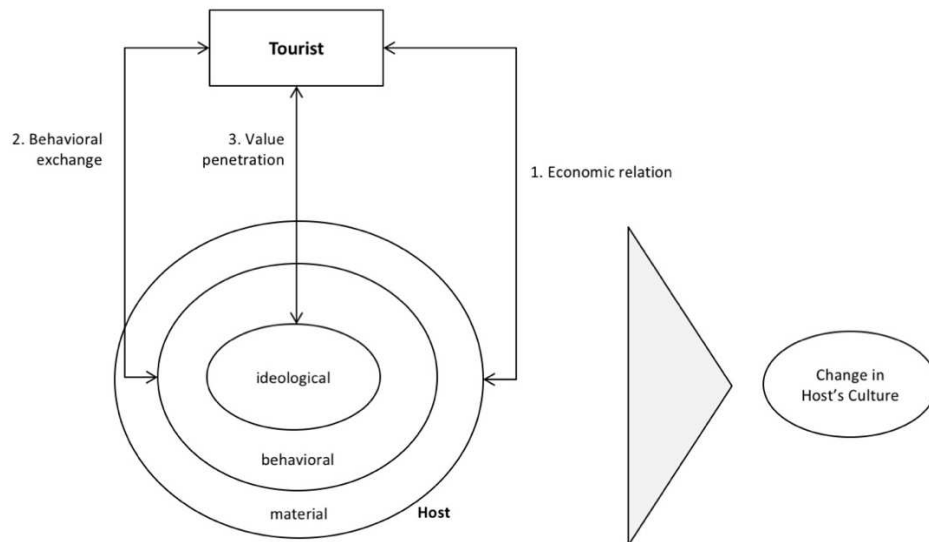 Tourist
2. Behavioral
exchange
3. Value
penetration
1. Economic relation
ideological
behavioral
material
Host
Change in
Host's Culture